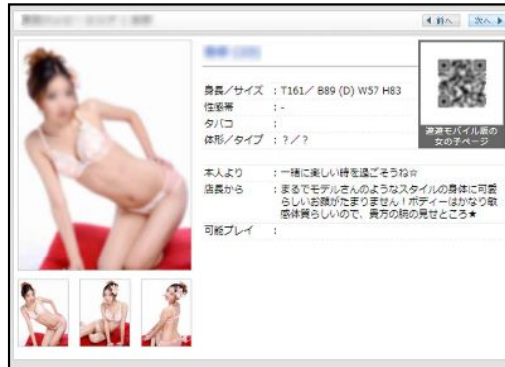 前へ 次へ
身長／サイズ ：T161／ B89 (D) W57 H83
性感帯 ：-
タバコ ：
体形／タイプ ：？／？
遊遊モバイル版の
女の子ページ
本人より ：一緒に楽しい時を過ごそうね☆
店長から ：まるでモデルさんのようなスタイルの身体に可愛
らしいお顔がたまりません！ボディーはかなり敏
感体質らしいので、貴方の腕の見せどころ★
可能プレイ ：